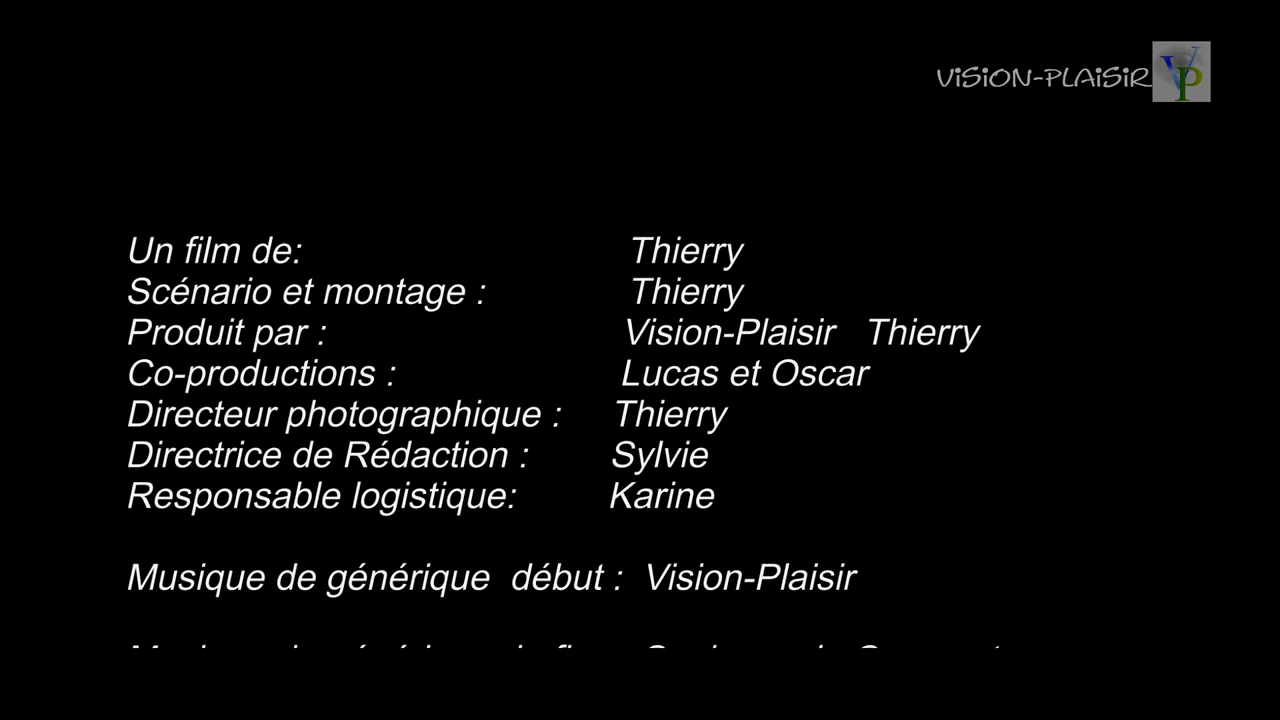 ViSiON-PLAiSiR VP
Un film de: Thierry
Scénario et montage : Thierry
Produit par : Vision-Plaisir Thierry
Co-productions : Lucas et Oscar
Directeur photographique : Thierry
Directrice de Rédaction : Sylvie
Responsable logistique: Karine
Musique de générique début : Vision-Plaisir